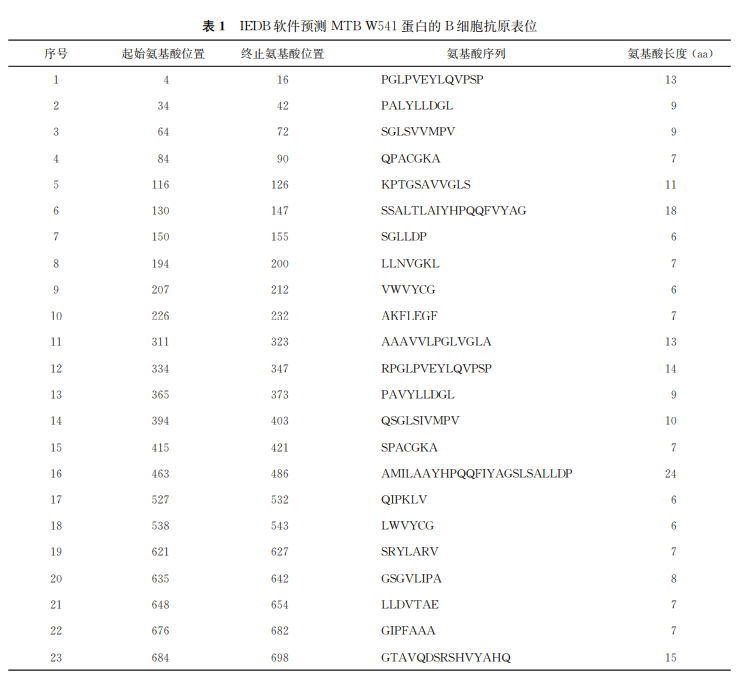 表 1 IEDB软件预测 MTB W541 蛋白的 B 细胞抗原表位
序号 起始氨基酸位置 终止氨基酸位置 氨基酸序列 氨基酸长度(aa)
1 4 16 PGLPVEYLQVPSP 13
2 34 42 PALYLLDGL 9
3 64 72 SGLSVVMPV 9
4 84 90 QPACGKA 7
5 116 126 KPTGSAVVGLS 11
6 130 147 SSALTLAIYHPQQFVYAG 18
7 150 155 SGLLDP 6
8 194 200 LLNVGKL 7
9 207 212 VWVYCG 6
10 226 232 AKFLEGF 7
11 311 323 AAAVVLPGLVGLA 13
12 334 347 RPGLPVEYLQVPSP 14
13 365 373 PAVYLLDGL 9
14 394 403 QSGLSIVMPV 10
15 415 421 SPACGKA 7
16 463 486 AMILAAYHPQQFIYAGSLSALLDP 24
17 527 532 QIPKLV 6
18 538 543 LWVYCG 6
19 621 627 SRYLARV 7
20 635 642 GSGVLIPA 8
21 648 654 LLDVTAE 7
22 676 682 GIPFAAA 7
23 684 698 GTAVQDSRSHVYAHQ 15